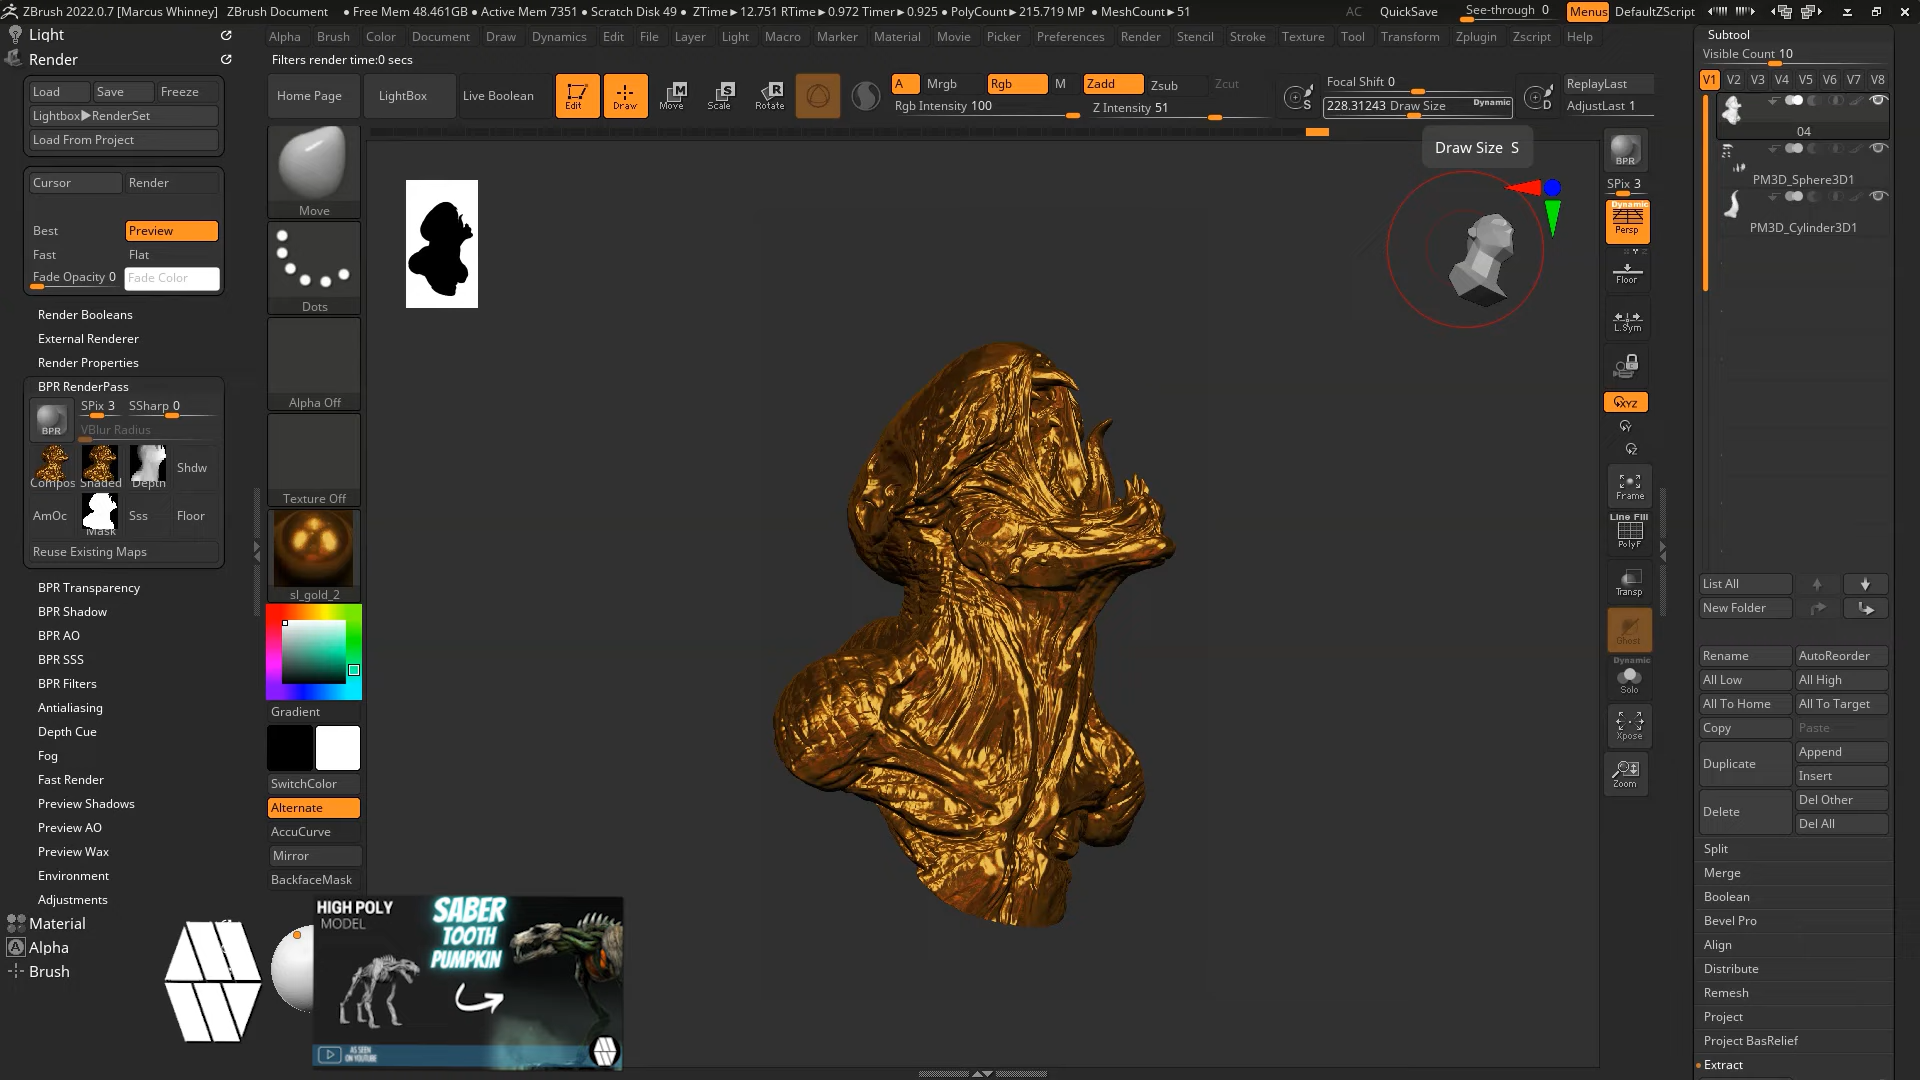 ZBrush 2022.0.7 [Marcus Whinney]   ZBrush Document   • Free Mem 48.461GB • Active Mem 7351 • Scratch Disk 49 • ZTime►12.751 RTime►0.972 Timer►0.925 • PolyCount►215.719 MP • MeshCount►51   AC   QuickSave   See-through 0   Menus   DefaultZScript
Light
Render
Alpha Brush Color Document Draw Dynamics Edit File Layer Light Macro Marker Material Movie Picker Preferences Render Stencil Stroke Texture Tool Transform Zplugin Zscript Help
Filters render time:0 secs
Load Save Freeze
Lightbox►RenderSet
Load From Project
Cursor Render
Best Preview
Fast Flat
Fade Opacity 0 Fade Color
Render Booleans
External Renderer
Render Properties
BPR RenderPass
SPix 3 SSharp 0
BPR
VBlur Radius
Compos Shaded Depth Shdw
AmOc Mask Sss Floor
Reuse Existing Maps
BPR Transparency
BPR Shadow
BPR AO
BPR SSS
BPR Filters
Antialiasing
Depth Cue
Fog
Fast Render
Preview Shadows
Preview AO
Preview Wax
Environment
Adjustments
Material
Alpha
Brush
Home Page LightBox Live Boolean Edit Draw Move Scale Rotate
M S R
A Mrgb Rgb M Zadd Zsub Zcut
Rgb Intensity 100 Z Intensity 51
S Focal Shift 0
228.31243 Draw Size Dynamic
D ReplayLast
AdjustLast 1
Draw Size S
Move
Dots
Alpha Off
Texture Off
sl_gold_2
Gradient
SwitchColor
Alternate
AccuCurve
Mirror
BackfaceMask
HIGH POLY
MODEL
SABER
TOOTH
PUMPKIN
AS SEEN
ON YOUTUBE
BPR
SPix 3
Dynamic
Persp
Floor
L.Sym
XYZ
Y
Z
Frame
Line Fill
PolyF
Transp
Ghost
Dynamic
Solo
Xpose
Zoom
Subtool
Visible Count 10
V1 V2 V3 V4 V5 V6 V7 V8
04
PM3D_Sphere3D1
PM3D_Cylinder3D1
List All
New Folder
Rename AutoReorder
All Low All High
All To Home All To Target
Copy Paste
Duplicate Append
Insert
Delete Del Other
Del All
Split
Merge
Boolean
Bevel Pro
Align
Distribute
Remesh
Project
Project BasRelief
Extract